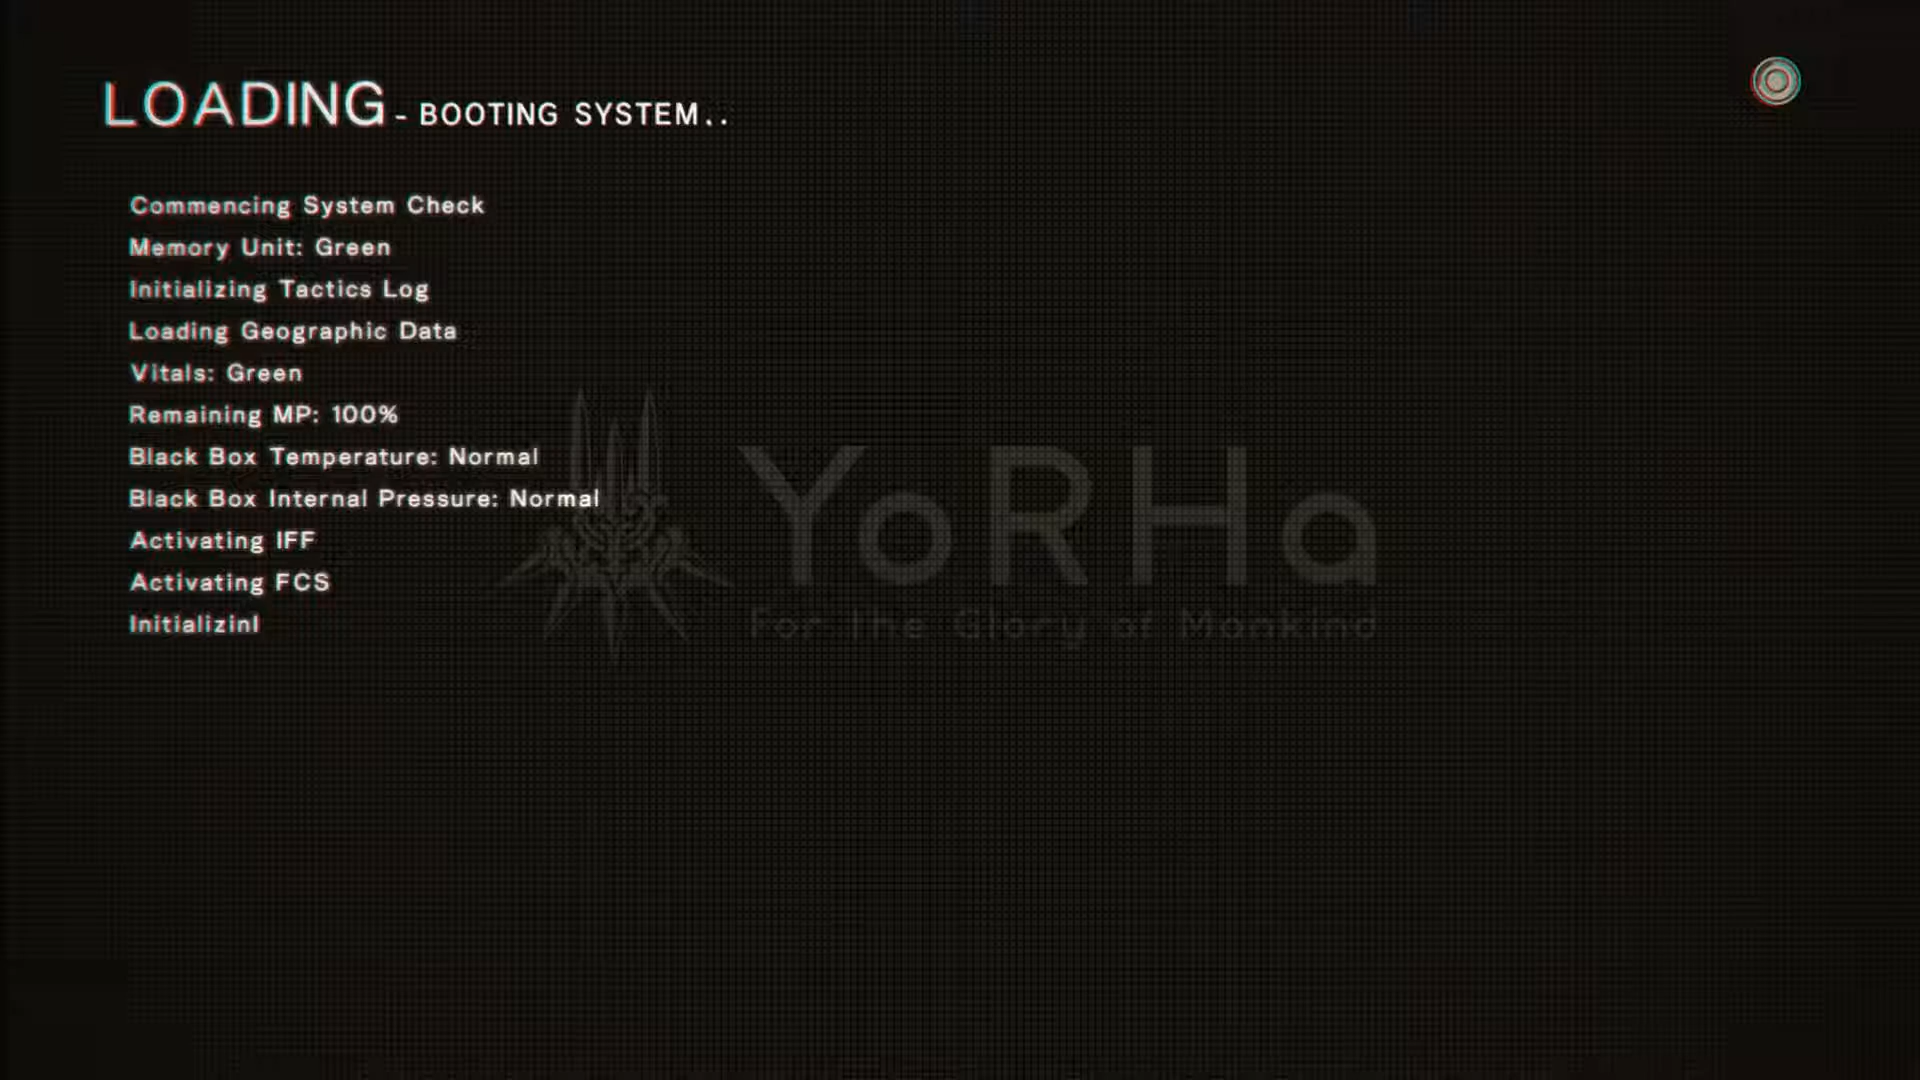 LOADING - BOOTING SYSTEM..
Commencing System Check
Memory Unit: Green
Initializing Tactics Log
Loading Geographic Data
Vitals: Green
Remaining MP: 100%
Black Box Temperature: Normal
Black Box Internal Pressure: Normal
Activating IFF
Activating FCS
InitializinI
YoRHa
For the Glory of Mankind